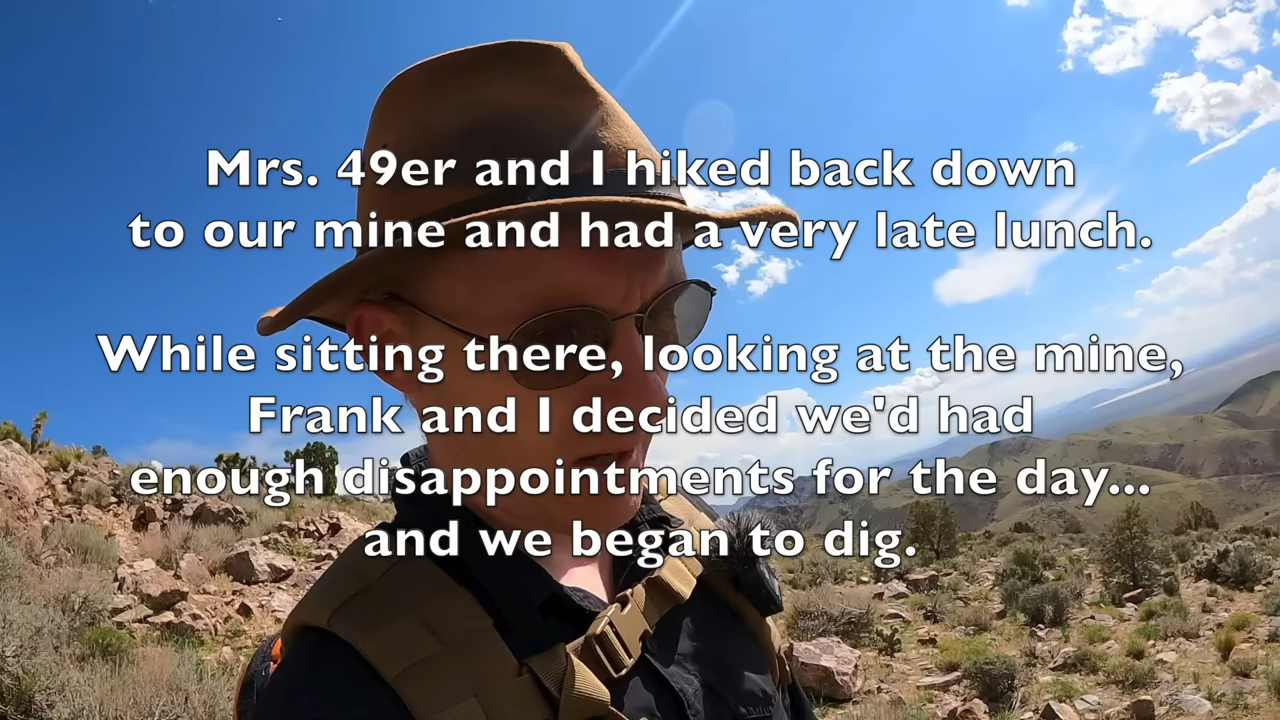 Mrs. 49er and I hiked back down
to our mine and had a very late lunch.
While sitting there, looking at the mine,
Frank and I decided we'd had
enough disappointments for the day...
and we began to dig.